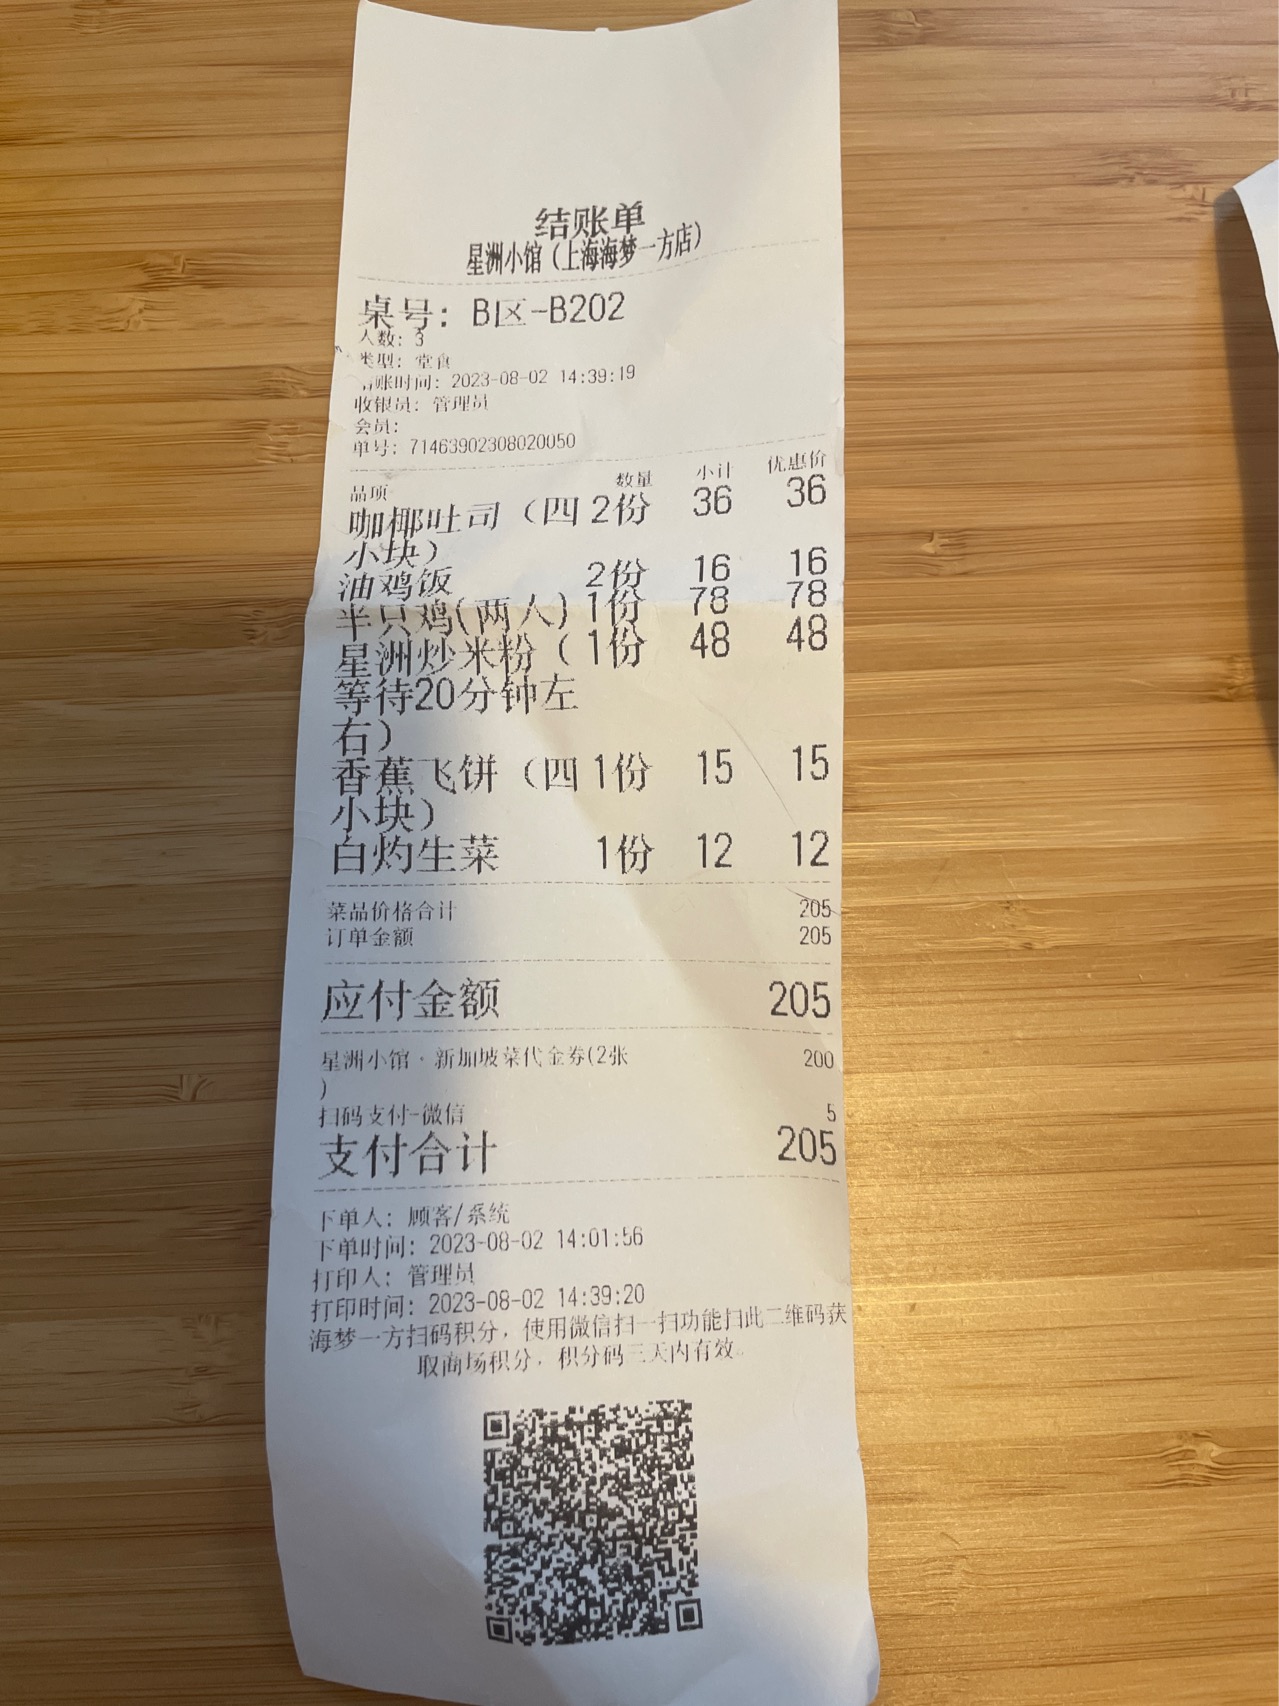 结账单
星洲小馆（上海海梦一方店）
桌号: B区-B202
人数: 3
类型: 堂食
结账时间: 2023-08-02 14:39:19
收银员: 管理员
会员:
单号: 71463902308020050
品项 数量 小计 优惠价
咖椰吐司（四 2份 36 36
小块）
油鸡饭 2份 16 16
半只鸡(两人) 1份 78 78
星洲炒米粉（ 1份 48 48
等待20分钟左
右）
香蕉飞饼（四 1份 15 15
小块）
白灼生菜 1份 12 12
菜品价格合计 205
订单金额 205
应付金额 205
星洲小馆·新加坡菜代金券(2张 200
)
扫码支付-微信 5
支付合计 205
下单人: 顾客/系统
下单时间: 2023-08-02 14:01:56
打印人: 管理员
打印时间: 2023-08-02 14:39:20
海梦一方扫码积分，使用微信扫一扫功能扫此二维码获
取商场积分，积分码三天内有效。